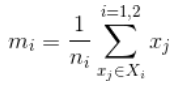 m_i = \frac{1}{n_i} \sum_{x_j \in X_i}^{i=1,2} x_j